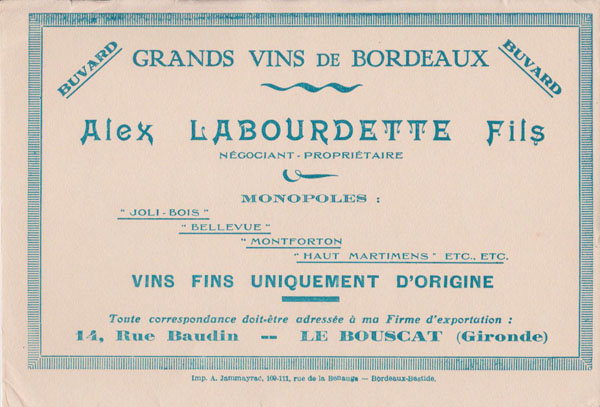 BUVARD
GRANDS VINS DE BORDEAUX
BUVARD
Alex LABOURDETTE Fils
NÉGOCIANT-PROPRIÉTAIRE
MONOPOLES :
"JOLI-BOIS"
"BELLEVUE"
"MONTFORTON
"HAUT MARTIMENS" ETC., ETC.
VINS FINS UNIQUEMENT D'ORIGINE
Toute correspondance doit-être adressée à ma Firme d'exportation :
14, Rue Baudin -- LE BOUSCAT (Gironde)
Imp. A. Jammayrac, 109-111, rue de la Benauge — Bordeaux-Bastide.